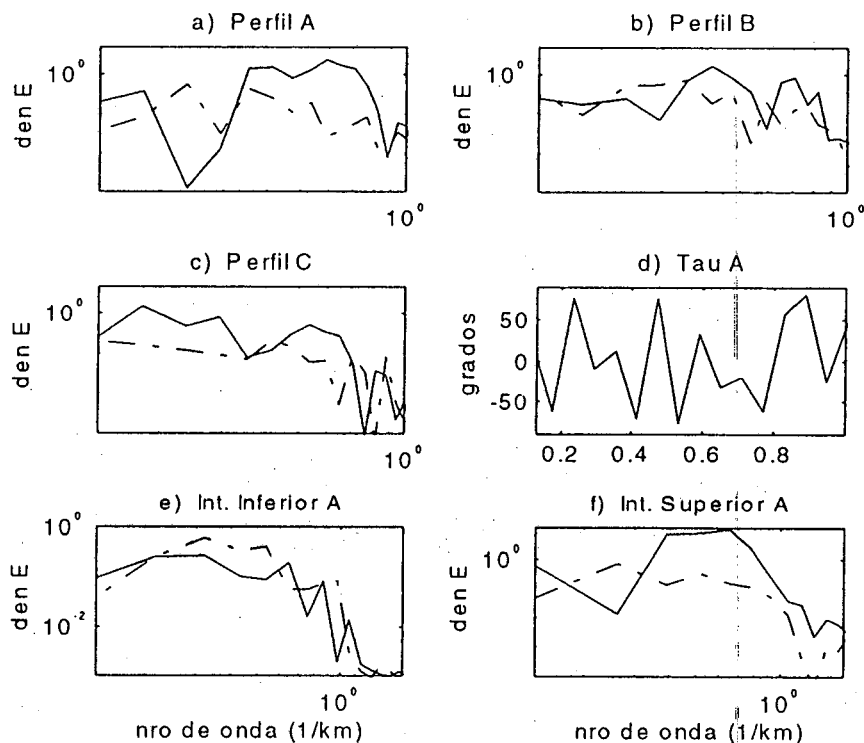 a) Perfil A
b) Perfil B
den E
10⁰
10⁰
den E
10⁰
10⁰
c) Perfil C
d) Tau A
den E
10⁰
10⁰
grados
50
0
-50
0.2
0.4
0.6
0.8
e) Int. Inferior A
f) Int. Superior A
den E
10⁰
10⁻²
10⁰
nro de onda (1/km)
den E
10⁰
10⁰
nro de onda (1/km)